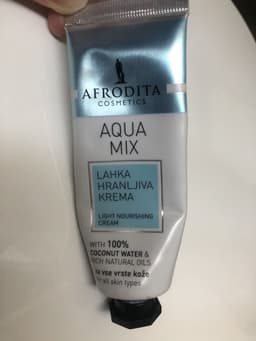 AFRODITA
COSMETICS
AQUA
MIX
LAHKA
HRANLJIVA
KREMA
LIGHT NOURISHING
CREAM
WITH 100%
COCONUT WATER &
RICH NATURAL OILS
za vse vrste kože
for all skin types